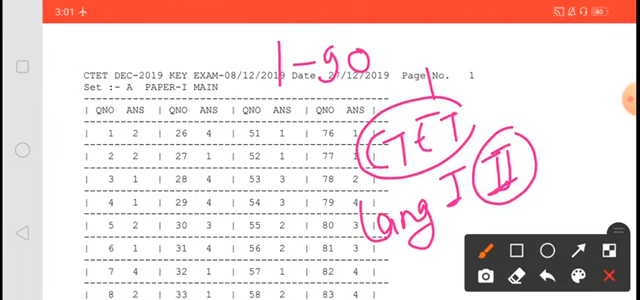 3:01
80
1-90
CTET DEC-2019 KEY EXAM-08/12/2019 Date 27/12/2019 Page No. 1
Set :- A PAPER-I MAIN
| QNO ANS | QNO ANS | QNO ANS | QNO ANS |
| 1 2 | 26 4 | 51 1 | 76 1 |
| 2 2 | 27 1 | 52 1 | 77
| 3 1 | 28 4 | 53 3 | 78 2 |
| 4 1 | 29 4 | 54 3 | 79 4 |
| 5 2 | 30 3 | 55 2 | 80 3 |
| 6 1 | 31 4 | 56 2 | 81 3 |
| 7 4 | 32 1 | 57 1 | 82 4 |
| 8 2 | 33 1 | 58 2 | 83 4 |
CTET
Lang I II